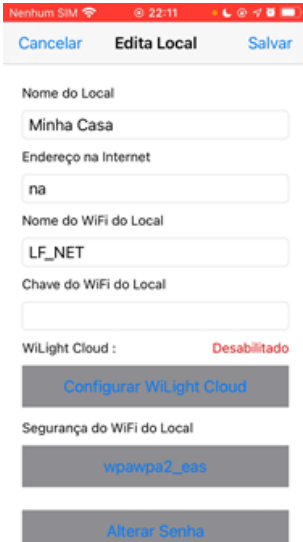 Nenhum SIM 22:11
Cancelar Edita Local Salvar
Nome do Local
Minha Casa
Endereço na Internet
na
Nome do WiFi do Local
LF_NET
Chave do WiFi do Local
WiLight Cloud : Desabilitado
Configurar WiLight Cloud
Segurança do WiFi do Local
wpawpa2_eas
Alterar Senha